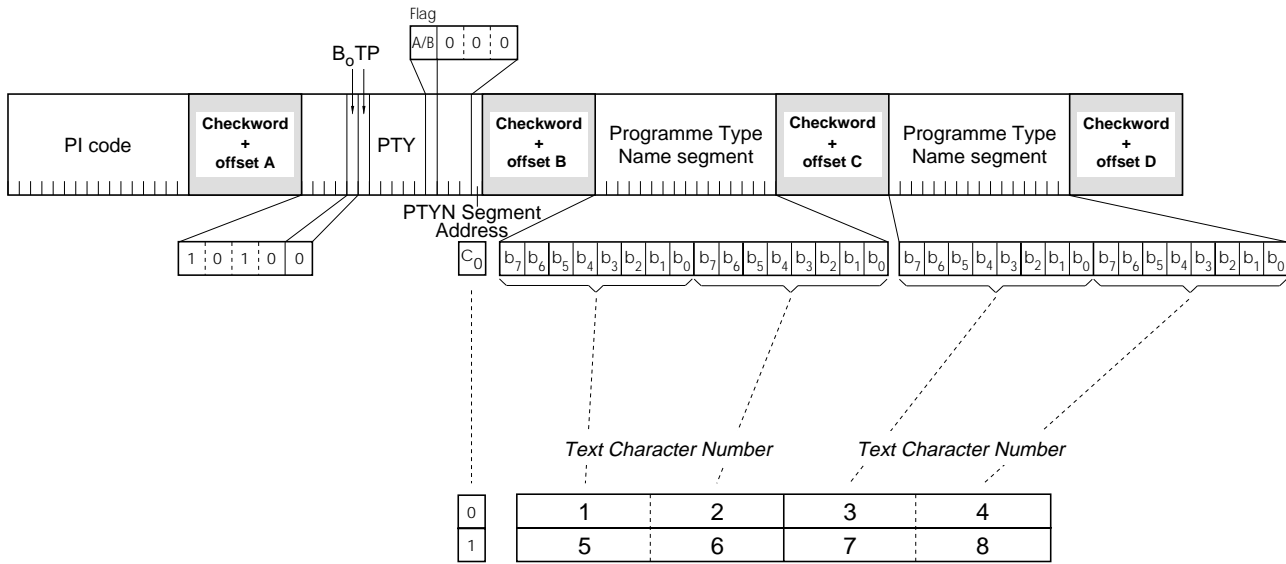 Flag
A/B 0 0 0
BₒTP
PI code
Checkword
+
offset A
PTY
Checkword
+
offset B
Programme Type
Name segment
Checkword
+
offset C
Programme Type
Name segment
Checkword
+
offset D
PTYN Segment
Address
1 0 1 0 0
C₀
b₇ b₆ b₅ b₄ b₃ b₂ b₁ b₀ b₇ b₆ b₅ b₄ b₃ b₂ b₁ b₀
b₇ b₆ b₅ b₄ b₃ b₂ b₁ b₀ b₇ b₆ b₅ b₄ b₃ b₂ b₁ b₀
Text Character Number
Text Character Number
0 1 2 3 4
1 5 6 7 8